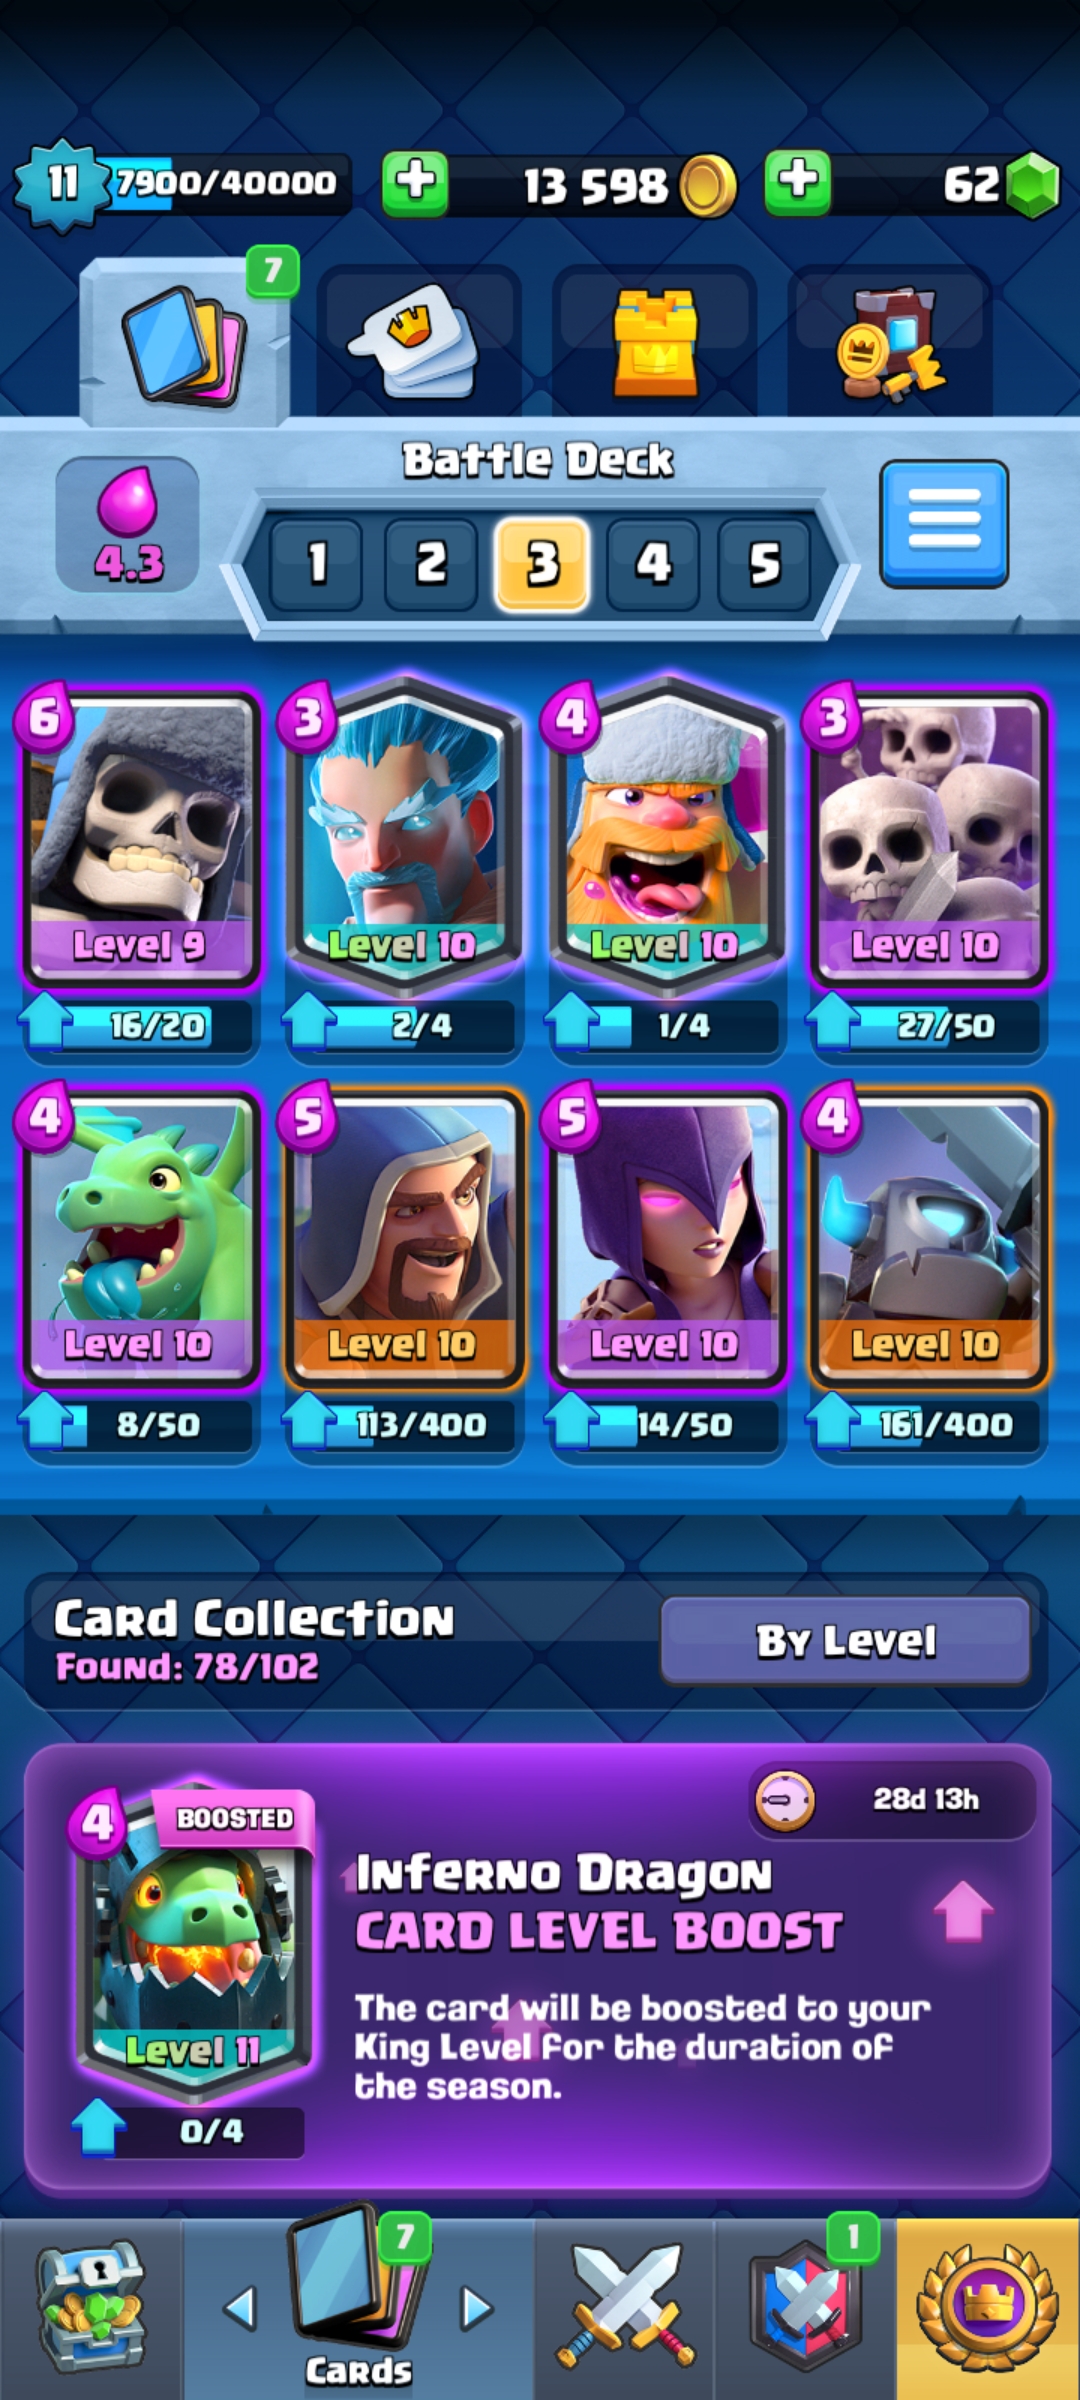 11 7900/40000 13 598 62
7
Battle Deck
4.3 1 2 3 4 5
6 3 4 3
Level 9 Level 10 Level 10 Level 10
16/20 2/4 1/4 27/50
4 5 5 4
Level 10 Level 10 Level 10 Level 10
8/50 113/400 14/50 161/400
Card Collection
Found: 78/102
By Level
4 BOOSTED
28d 13h
Inferno Dragon
CARD LEVEL BOOST
The card will be boosted to your
King Level for the duration of
the season.
Level 11
0/4
7 1
Cards